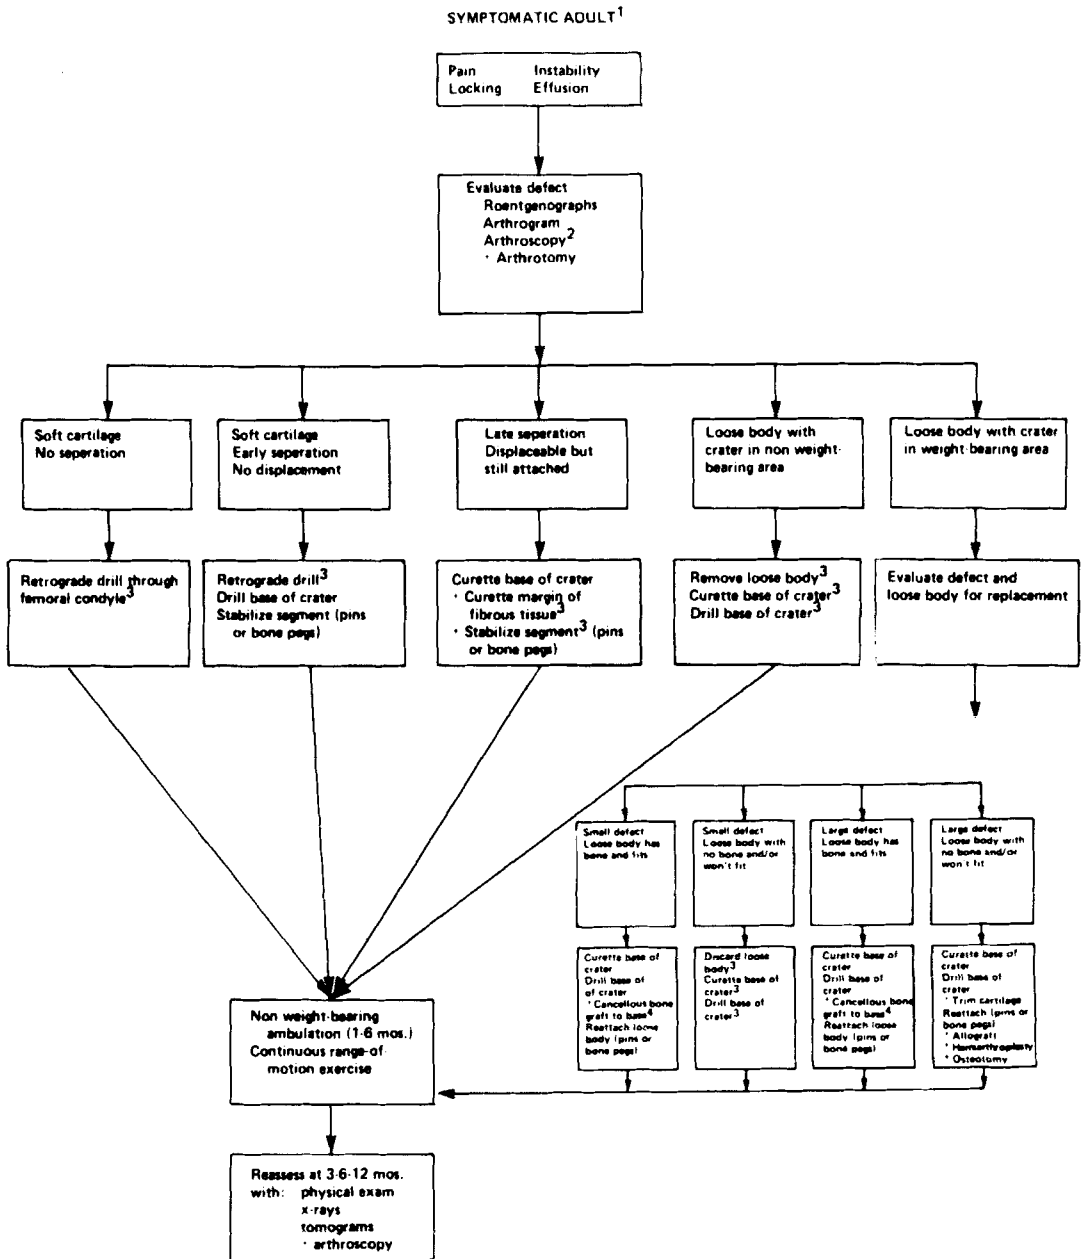 SYMPTOMATIC ADULT1
Pain Instability
Locking Effusion
Evaluate defect
Roentgenographs
Arthrogram
Arthroscopy2
* Arthrotomy
Soft cartilage
No seperation
Soft cartilage
Early seperation
No displacement
Late seperation
Displaceable but
still attached
Loose body with
crater in non weight-
bearing area
Loose body with crater
in weight-bearing area
Retrograde drill through
femoral condyle3
Retrograde drill3
Drill base of crater
Stabilize segment (pins
or bone pegs)
Curette base of crater
* Curette margin of
fibrous tissue3
* Stabilize segment3 (pins
or bone pegs)
Remove loose body3
Curette base of crater3
Drill base of crater3
Evaluate defect and
loose body for replacement
Small defect
Loose body has
bone and fits
Small defect
Loose body with
no bone and/or
won't fit
Large defect
Loose body has
bone and fits
Large defect
Loose body with
no bone and/or
won't fit
Curette base of
crater
Drill base of
of crater
* Cancellous bone
graft to base4
Reattach loose
body (pins or
bone pegs)
Discard loose
body3
Curette base of
crater3
Drill base of
crater3
Curette base of
crater
Drill base of
crater
* Cancellous bone
graft to base4
Reattach loose
body (pins or
bone pegs)
Curette base of
crater
Drill base of
crater
* Trim cartilage
Reattach (pins or
bone pegs)
* Allograft
* Hemiarthroplasty
* Osteotomy
Non weight-bearing
ambulation (1-6 mos.)
Continuous range-of-
motion exercise
Reassess at 3-6-12 mos.
with: physical exam
x-rays
tomograms
* arthroscopy